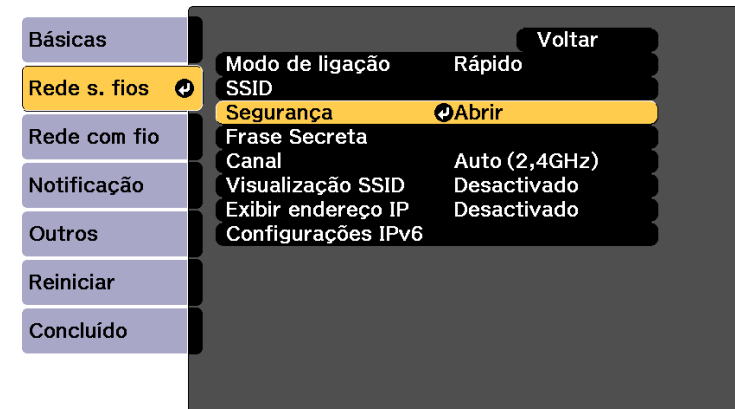 Básicas
Rede s. fios
Rede com fio
Notificação
Outros
Reiniciar
Concluído
Voltar
Modo de ligação Rápido
SSID
Segurança Abrir
Frase Secreta
Canal Auto (2,4GHz)
Visualização SSID Desactivado
Exibir endereço IP Desactivado
Configurações IPv6